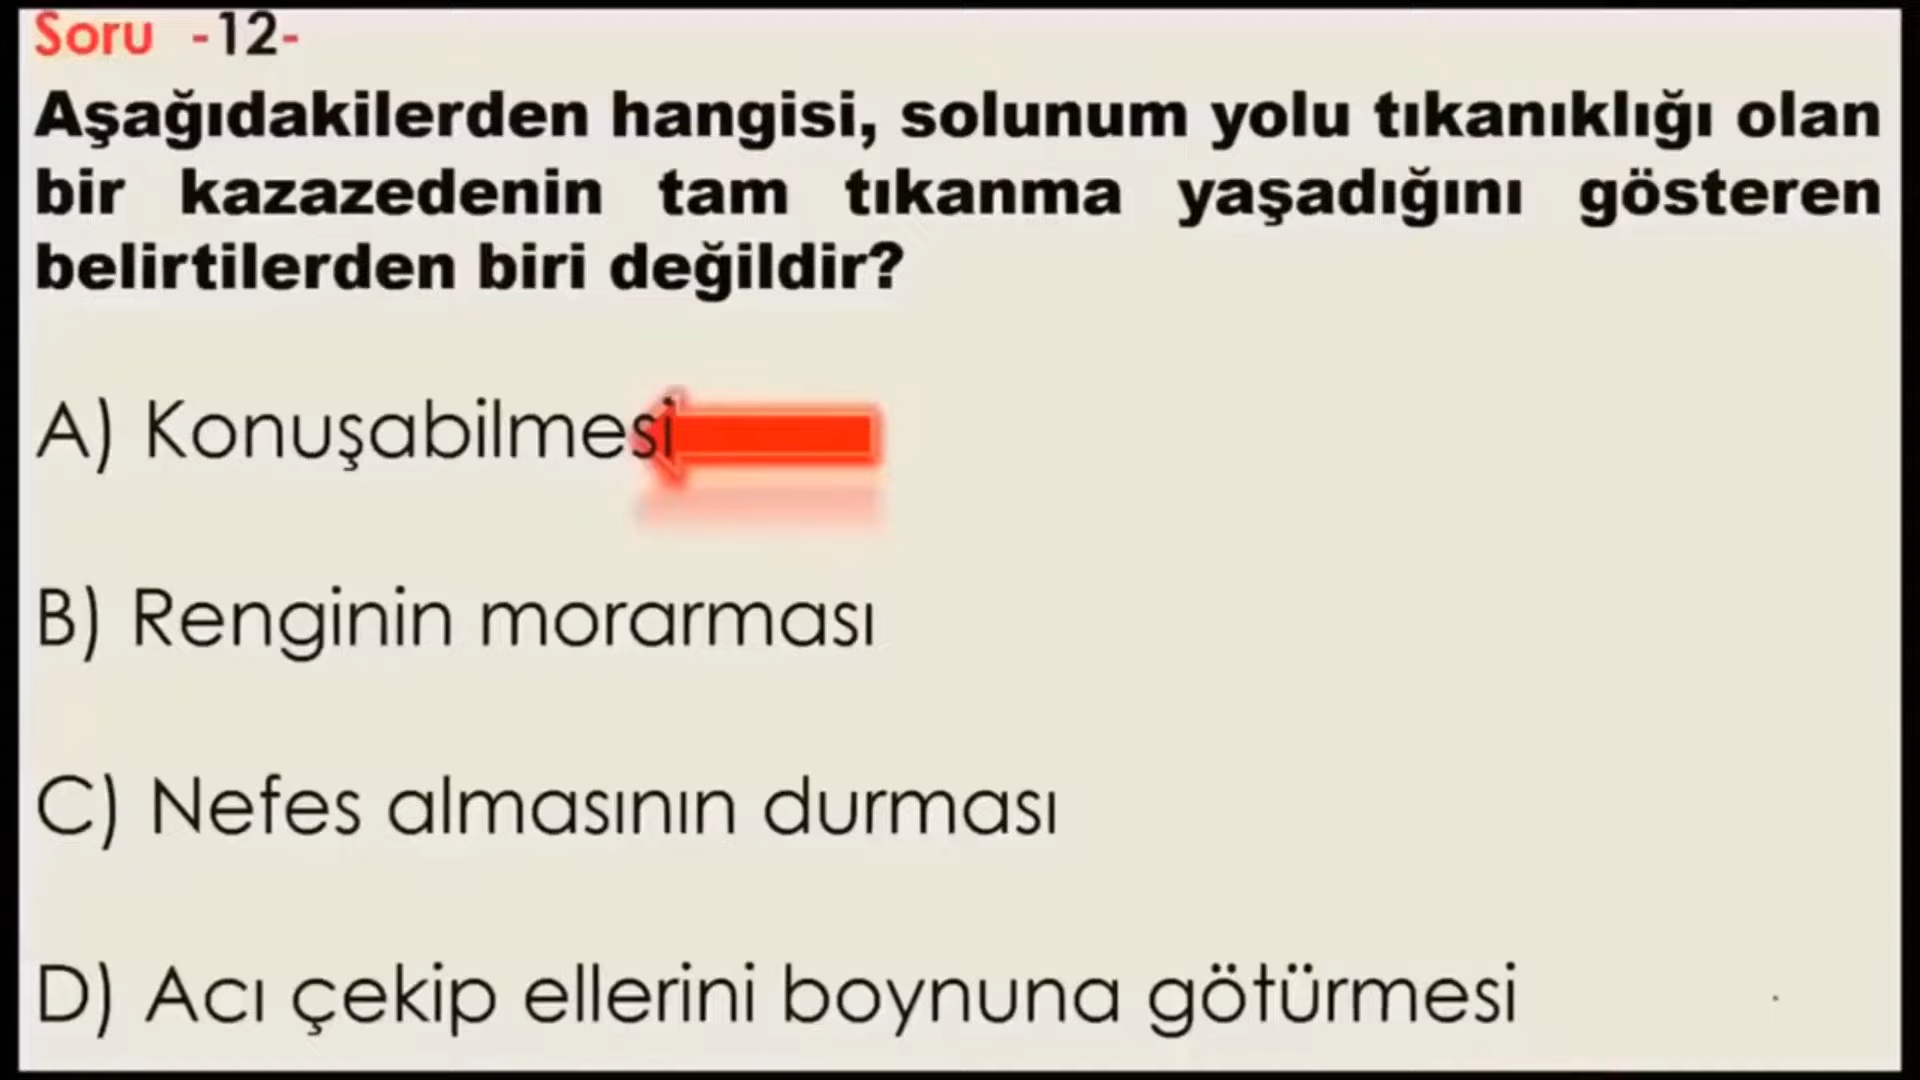 Soru -12-
Aşağıdakilerden hangisi, solunum yolu tıkanıklığı olan
bir kazazedenin tam tıkanma yaşadığını gösteren
belirtilerden biri değildir?
A) Konuşabilmesi
B) Renginin morarması
C) Nefes almasının durması
D) Acı çekip ellerini boynuna götürmesi